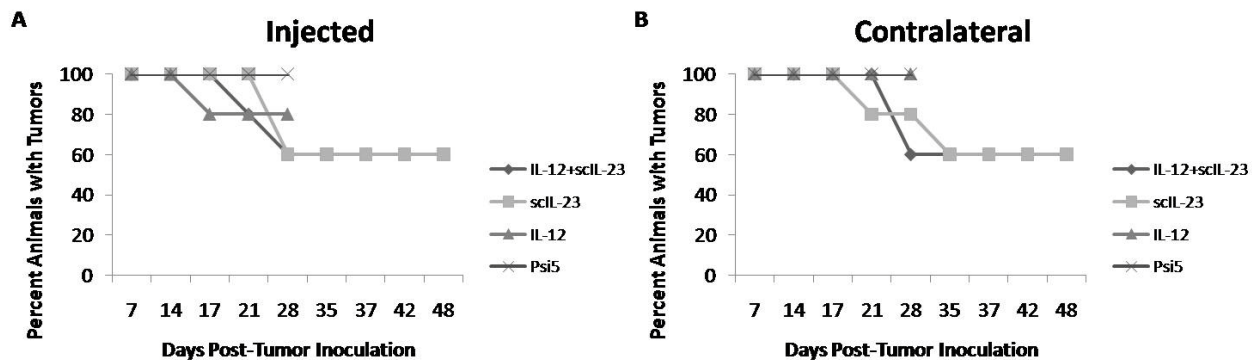 A
Injected
Percent Animals with Tumors
100
80
60
40
20
0
7 14 17 21 28 35 37 42 48
Days Post-Tumor Inoculation
IL-12+scIL-23
scIL-23
IL-12
Psi5
B
Contralateral
Percent Animals with Tumors
100
80
60
40
20
0
7 14 17 21 28 35 37 42 48
Days Post-Tumor Inoculation
IL-12+scIL-23
scIL-23
IL-12
Psi5